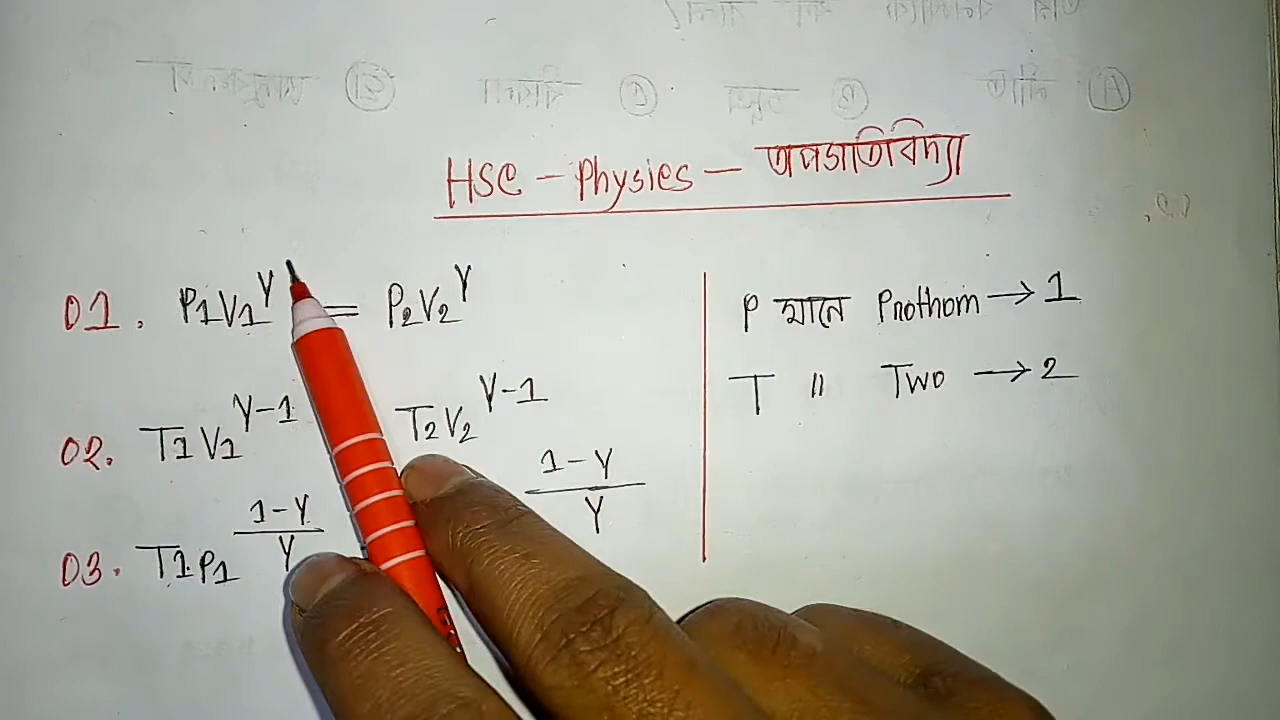 HSC - Physics - তাপগতিবিদ্যা
01. P1V1^γ = P2V2^γ
02. T1V1^γ-1 T2V2^γ-1
03. T1P1^(1-γ)/γ (1-γ)/γ
P মানে Prothom → 1
T " Two → 2